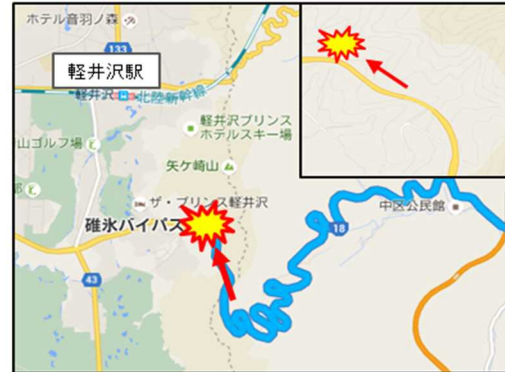 ホテル音羽ノ森
133
軽井沢駅
軽井沢
北陸新幹線
軽井沢プリンス
ホテルスキー場
山ゴルフ場
矢ケ崎山
ザ・プリンス軽井沢
碓氷バイパス
中区公民館
18
43